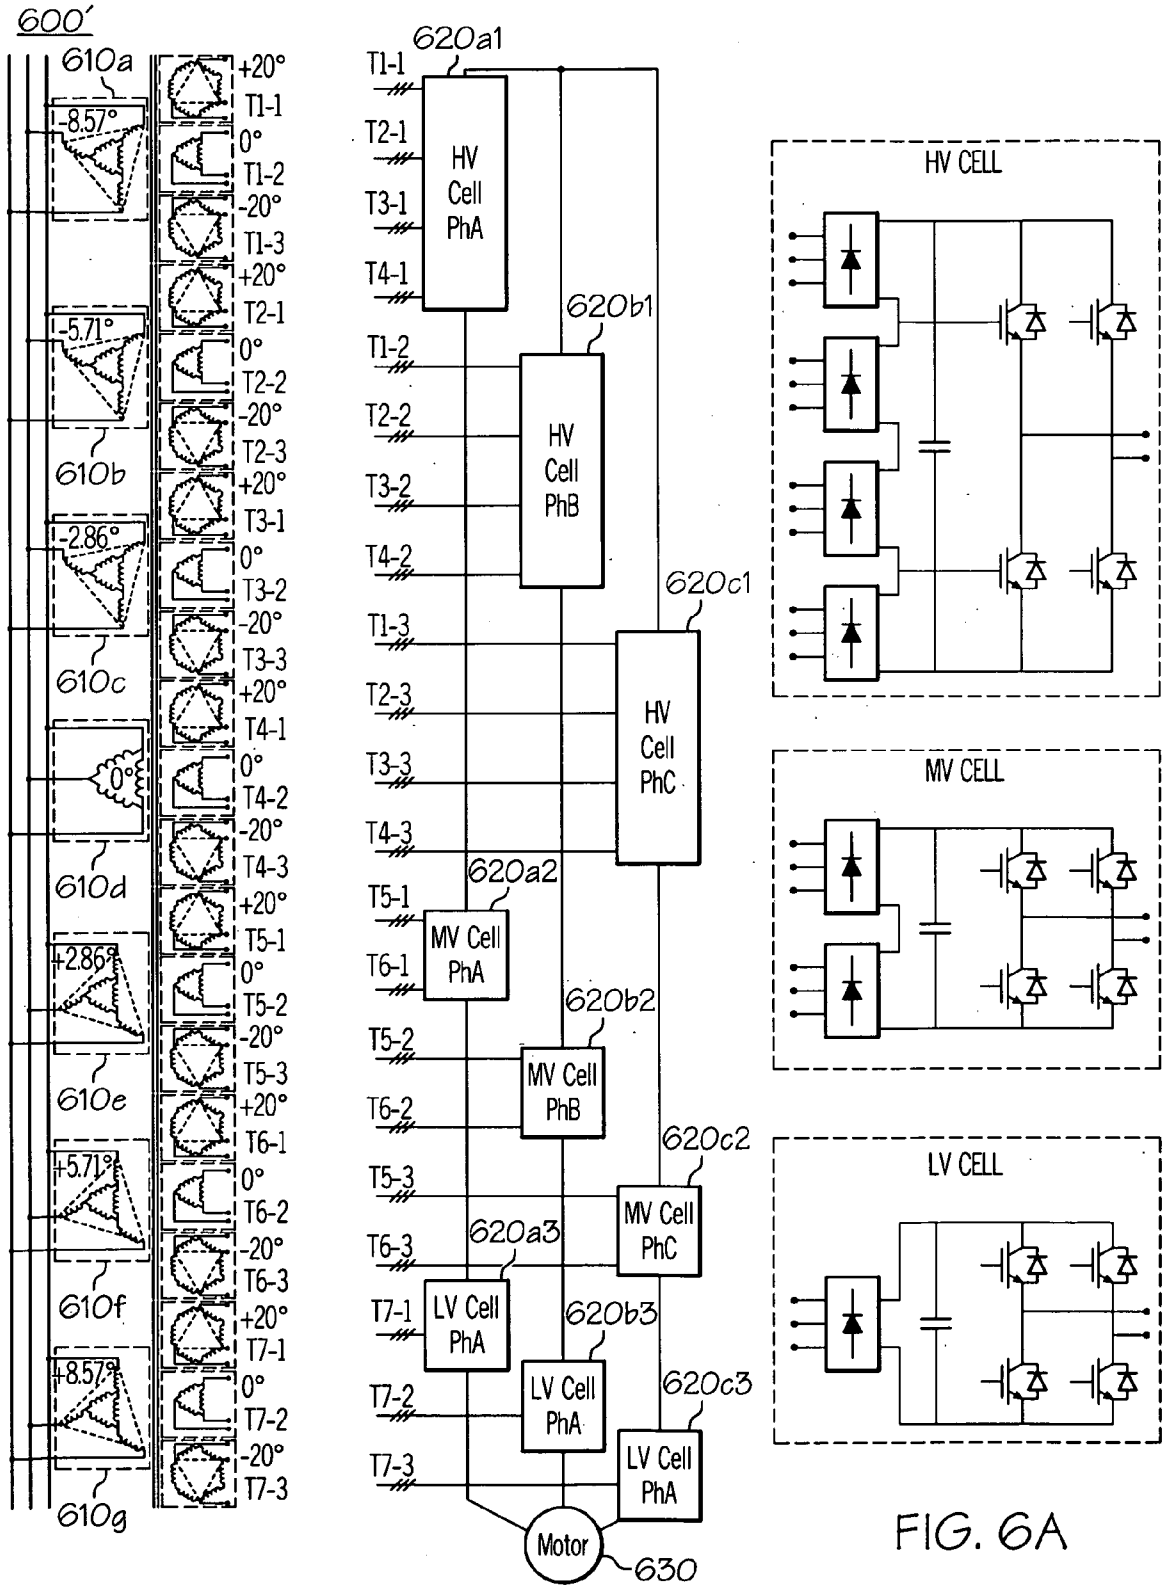 600'
610a
-8.57°
-5.71°
610b
-2.86°
610c
0°
610d
+2.86°
610e
+5.71°
610f
+8.57°
610g
+20°
T1-1
0°
T1-2
-20°
T1-3
+20°
T2-1
0°
T2-2
-20°
T2-3
+20°
T3-1
0°
T3-2
-20°
T3-3
+20°
T4-1
0°
T4-2
-20°
T4-3
+20°
T5-1
0°
T5-2
-20°
T5-3
+20°
T6-1
0°
T6-2
-20°
T6-3
+20°
T7-1
0°
T7-2
-20°
T7-3
620a1
T1-1
T2-1
T3-1
T4-1
HV
Cell
PhA
620b1
T1-2
T2-2
T3-2
T4-2
HV
Cell
PhB
620c1
T1-3
T2-3
T3-3
T4-3
HV
Cell
PhC
620a2
T5-1
T6-1
MV Cell
PhA
620b2
T5-2
T6-2
MV Cell
PhB
620c2
T5-3
T6-3
MV Cell
PhC
620a3
T7-1
LV Cell
PhA
620b3
T7-2
LV Cell
PhA
620c3
T7-3
LV Cell
PhA
Motor
630
HV CELL
MV CELL
LV CELL
FIG. 6A